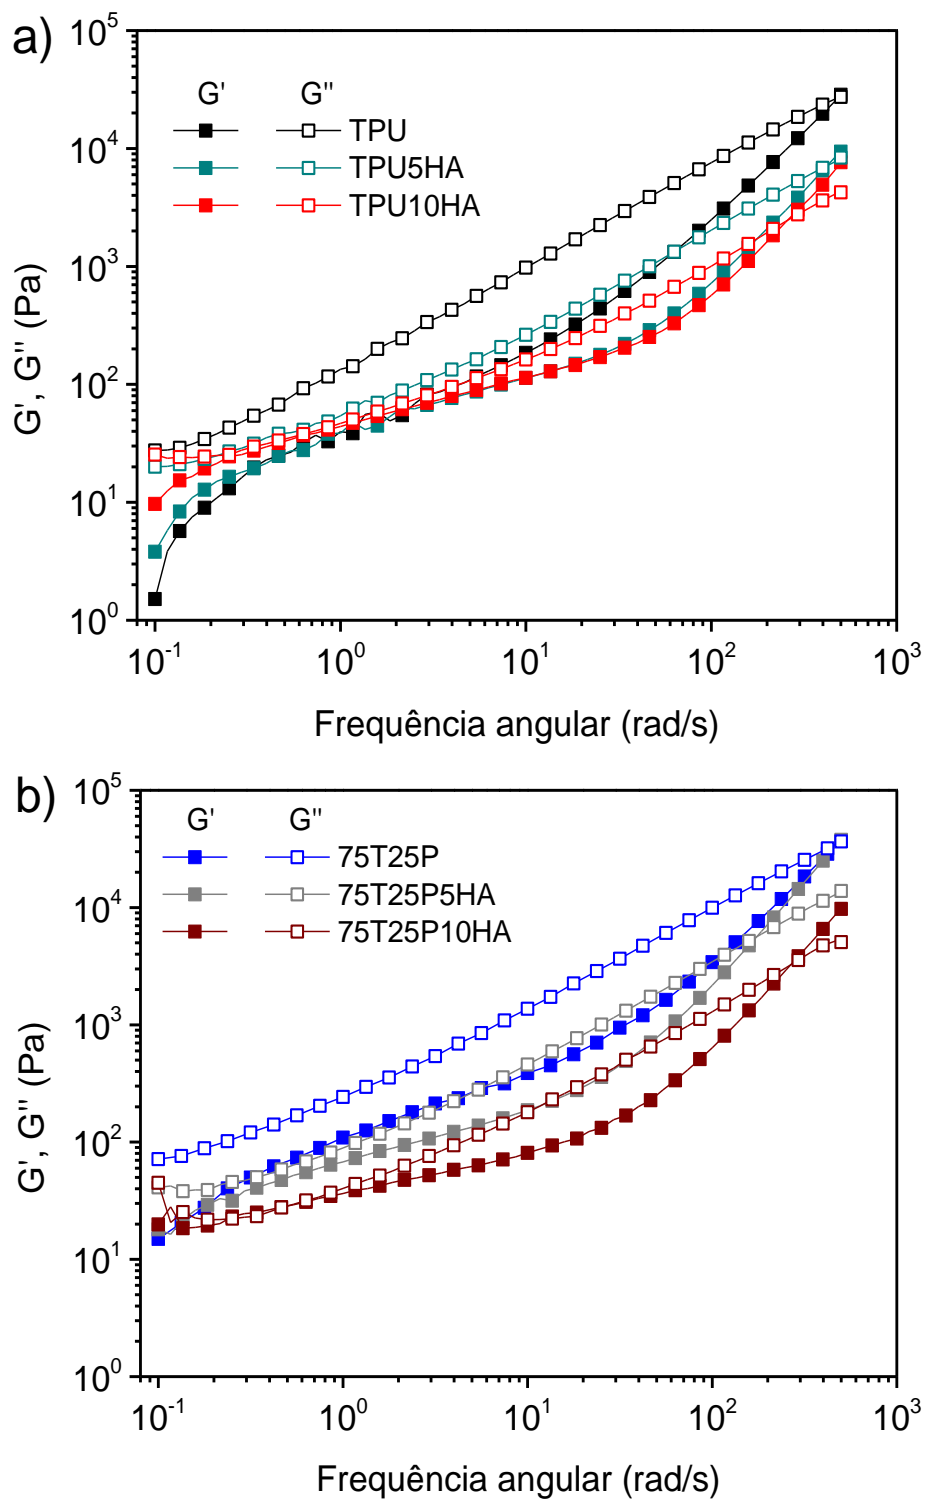 a)
G' G''
TPU
TPU5HA
TPU10HA
G', G'' (Pa)
10^5
10^4
10^3
10^2
10^1
10^0
10^-1 10^0 10^1 10^2 10^3
Frequência angular (rad/s)
b)
G' G''
75T25P
75T25P5HA
75T25P10HA
G', G'' (Pa)
10^5
10^4
10^3
10^2
10^1
10^0
10^-1 10^0 10^1 10^2 10^3
Frequência angular (rad/s)